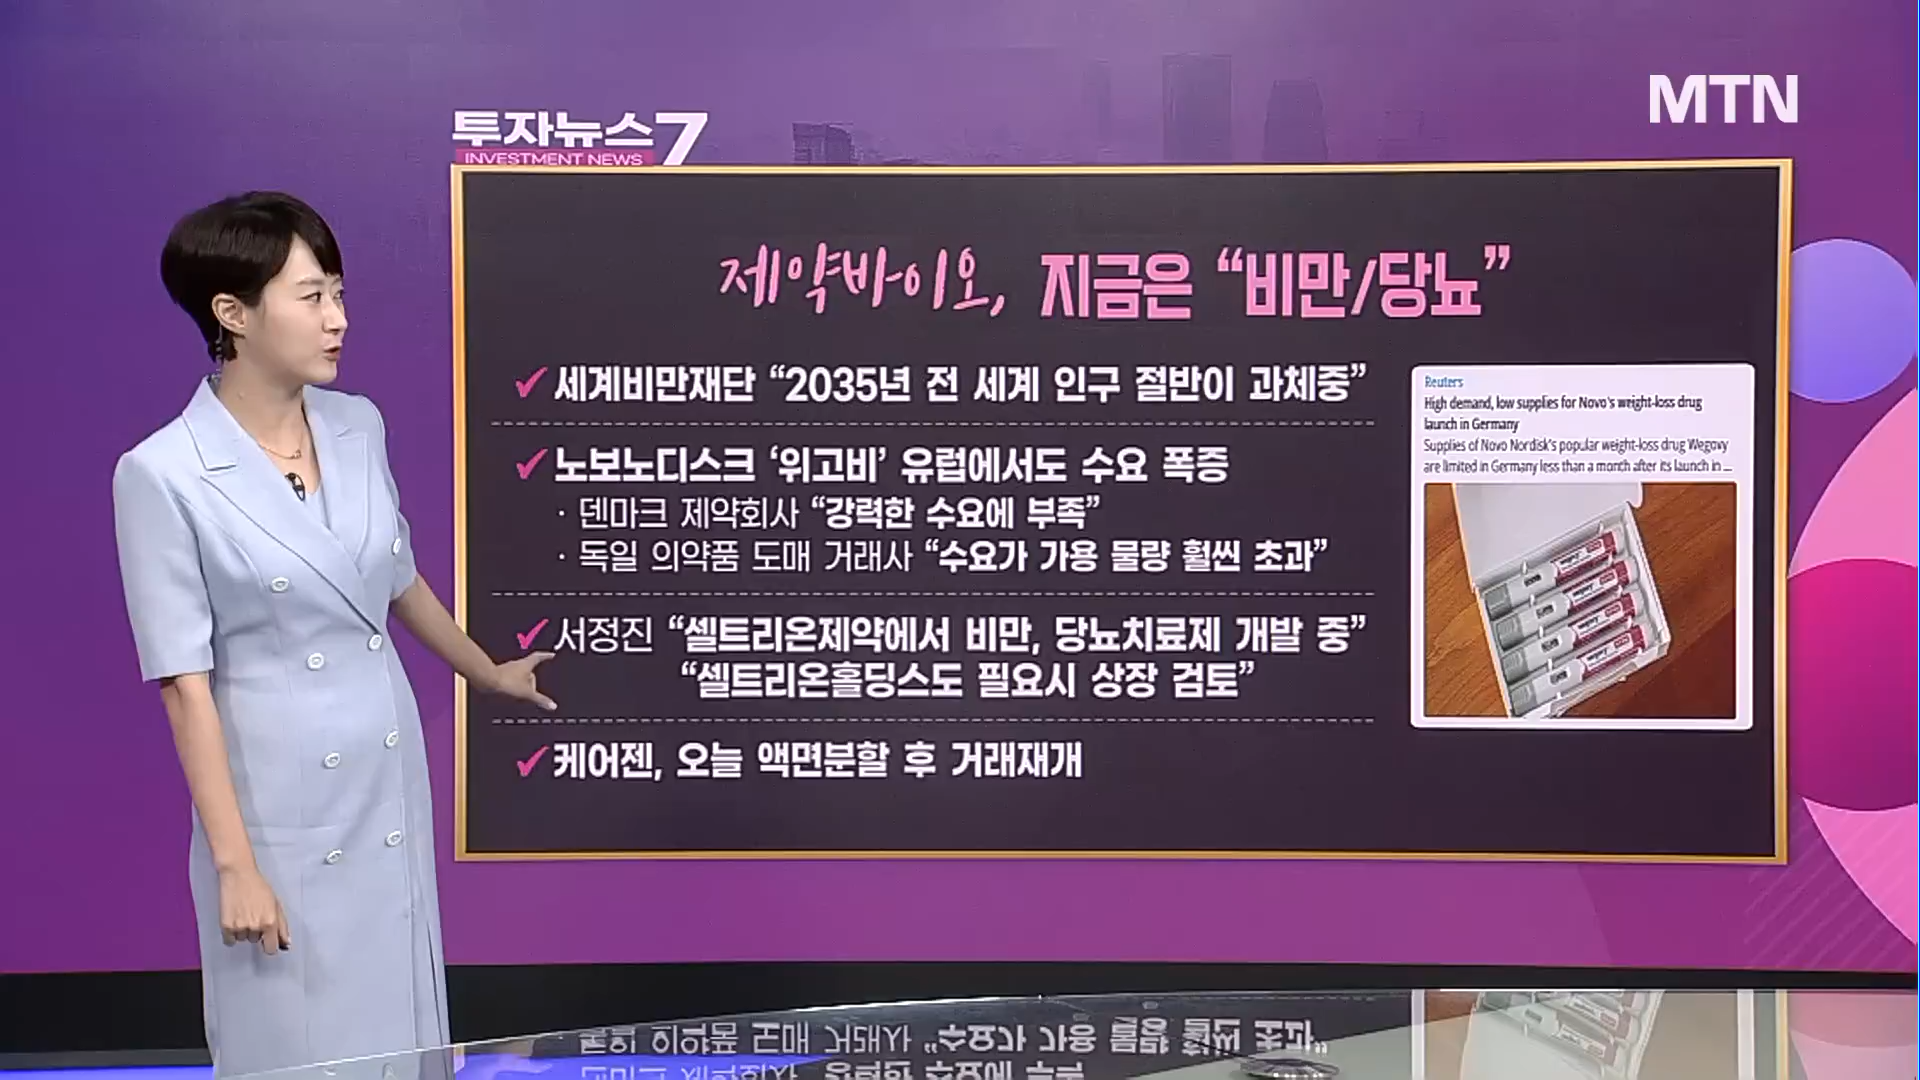 MTN
투자뉴스7
INVESTMENT NEWS
제약바이오, 지금은 “비만/당뇨”
✓세계비만재단 “2035년 전 세계 인구 절반이 과체중”
✓노보노디스크 ‘위고비’ 유럽에서도 수요 폭증
· 덴마크 제약회사 “강력한 수요에 부족”
· 독일 의약품 도매 거래사 “수요가 가용 물량 훨씬 초과”
✓서정진 “셀트리온제약에서 비만, 당뇨치료제 개발 중”
“셀트리온홀딩스도 필요시 상장 검토”
✓케어젠, 오늘 액면분할 후 거래재개
Reuters
High demand, low supplies for Novo's weight-loss drug
launch in Germany
Supplies of Novo Nordisk's popular weight-loss drug Wegovy
are limited in Germany less than a month after its launch in ...